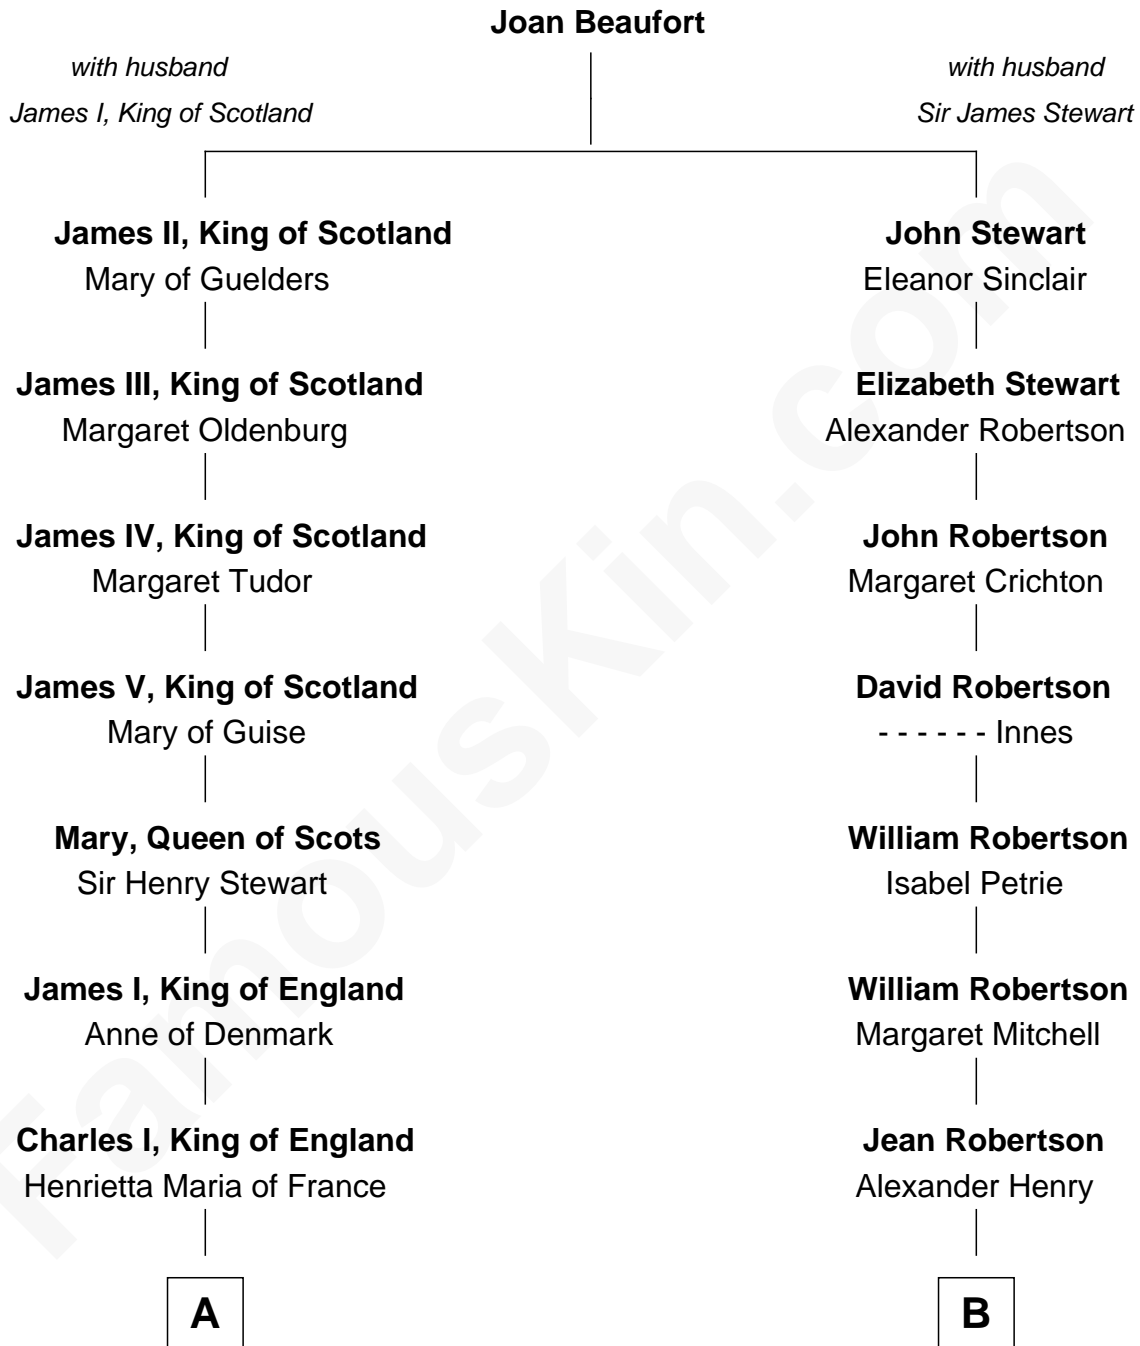 Joan Beaufort
with husband
James I, King of Scotland
with husband
Sir James Stewart
James II, King of Scotland
Mary of Guelders
John Stewart
Eleanor Sinclair
James III, King of Scotland
Margaret Oldenburg
Elizabeth Stewart
Alexander Robertson
James IV, King of Scotland
Margaret Tudor
John Robertson
Margaret Crichton
James V, King of Scotland
Mary of Guise
David Robertson
- - - - - - Innes
Mary, Queen of Scots
Sir Henry Stewart
William Robertson
Isabel Petrie
James I, King of England
Anne of Denmark
William Robertson
Margaret Mitchell
Charles I, King of England
Henrietta Maria of France
Jean Robertson
Alexander Henry
A
B
FamousKin.com